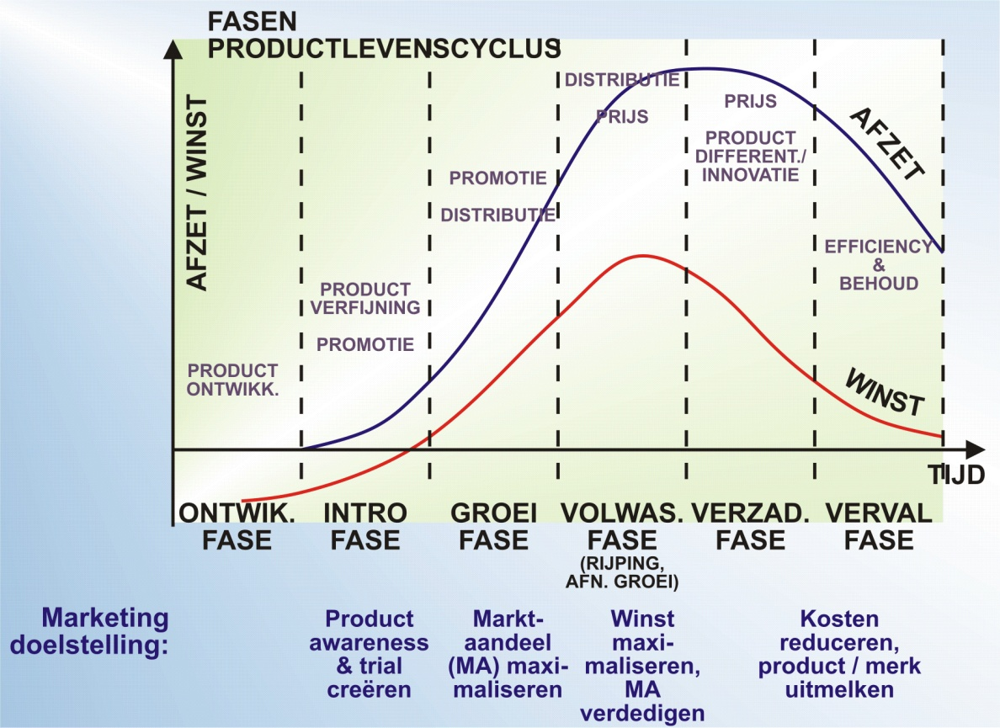 FASEN
PRODUCTLEVENSCYCLUS
AFZET / WINST
PRODUCT
ONTWIKK.
PRODUCT
VERFIJNING
PROMOTIE
PROMOTIE
DISTRIBUTIE
DISTRIBUTIE
PRIJS
PRIJS
PRODUCT
DIFFERENT./
INNOVATIE
EFFICIENCY
&
BEHOUD
AFZET
WINST
TIJD
ONTWIK.
FASE
INTRO
FASE
GROEI
FASE
VOLWAS.
FASE
(RIJPING,
AFN. GROEI)
VERZAD.
FASE
VERVAL
FASE
Marketing
doelstelling:
Product
awareness
& trial
creëren
Markt-
aandeel
(MA) maxi-
maliseren
Winst
maxi-
maliseren,
MA
verdedigen
Kosten
reduceren,
product / merk
uitmelken